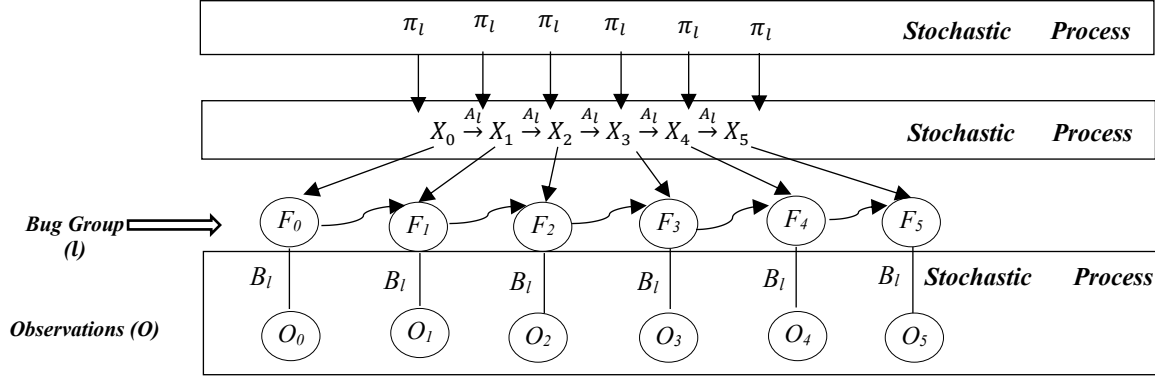 π_l π_l π_l π_l π_l π_l Stochastic Process
X_0 →^{A_l} X_1 →^{A_l} X_2 →^{A_l} X_3 →^{A_l} X_4 →^{A_l} X_5 Stochastic Process
Bug Group
(l)
F_0 F_1 F_2 F_3 F_4 F_5
B_l B_l B_l B_l B_l B_l Stochastic Process
Observations (O) O_0 O_1 O_2 O_3 O_4 O_5